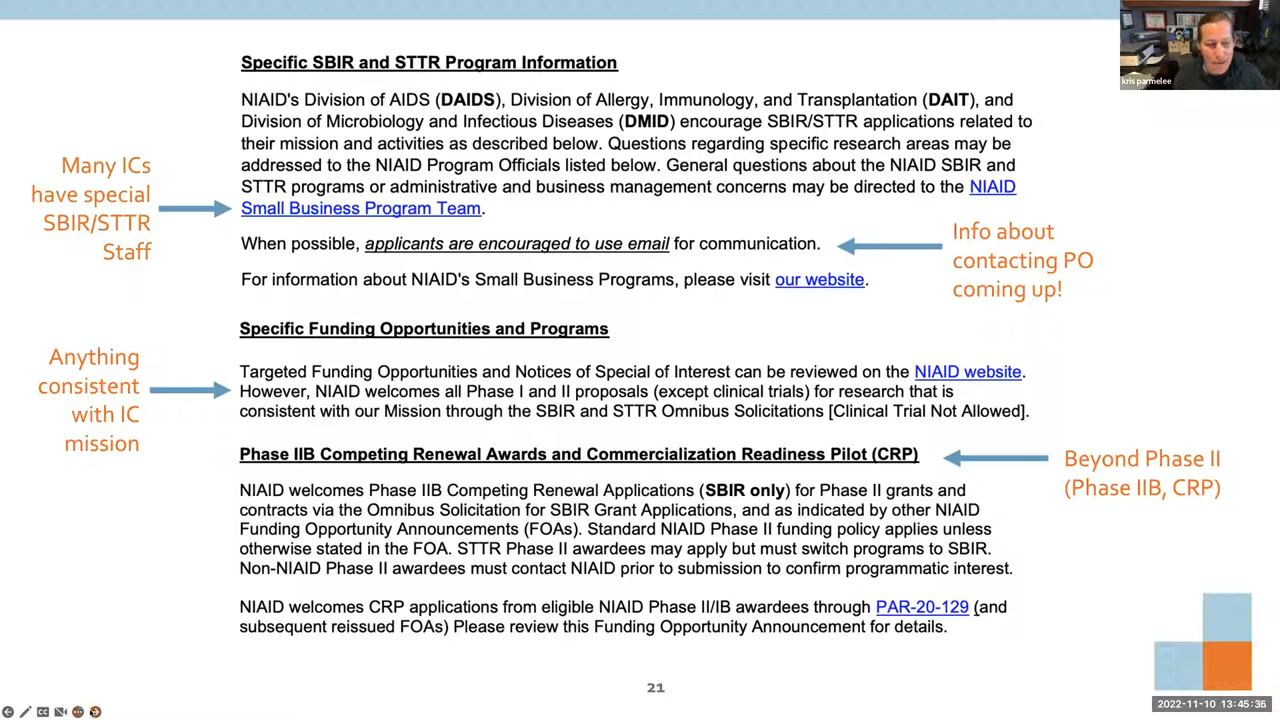 kris parmelee
Specific SBIR and STTR Program Information
NIAID's Division of AIDS (DAIDS), Division of Allergy, Immunology, and Transplantation (DAIT), and
Division of Microbiology and Infectious Diseases (DMID) encourage SBIR/STTR applications related to
their mission and activities as described below. Questions regarding specific research areas may be
addressed to the NIAID Program Officials listed below. General questions about the NIAID SBIR and
STTR programs or administrative and business management concerns may be directed to the NIAID
Small Business Program Team.
Many ICs
have special
SBIR/STTR
Staff
When possible, applicants are encouraged to use email for communication.
Info about
contacting PO
coming up!
For information about NIAID's Small Business Programs, please visit our website.
Specific Funding Opportunities and Programs
Anything
consistent
with IC
mission
Targeted Funding Opportunities and Notices of Special of Interest can be reviewed on the NIAID website.
However, NIAID welcomes all Phase I and II proposals (except clinical trials) for research that is
consistent with our Mission through the SBIR and STTR Omnibus Solicitations [Clinical Trial Not Allowed].
Phase IIB Competing Renewal Awards and Commercialization Readiness Pilot (CRP)
Beyond Phase II
(Phase IIB, CRP)
NIAID welcomes Phase IIB Competing Renewal Applications (SBIR only) for Phase II grants and
contracts via the Omnibus Solicitation for SBIR Grant Applications, and as indicated by other NIAID
Funding Opportunity Announcements (FOAs). Standard NIAID Phase II funding policy applies unless
otherwise stated in the FOA. STTR Phase II awardees may apply but must switch programs to SBIR.
Non-NIAID Phase II awardees must contact NIAID prior to submission to confirm programmatic interest.
NIAID welcomes CRP applications from eligible NIAID Phase II/IB awardees through PAR-20-129 (and
subsequent reissued FOAs) Please review this Funding Opportunity Announcement for details.
21
CC
2022-11-10 13:45:35